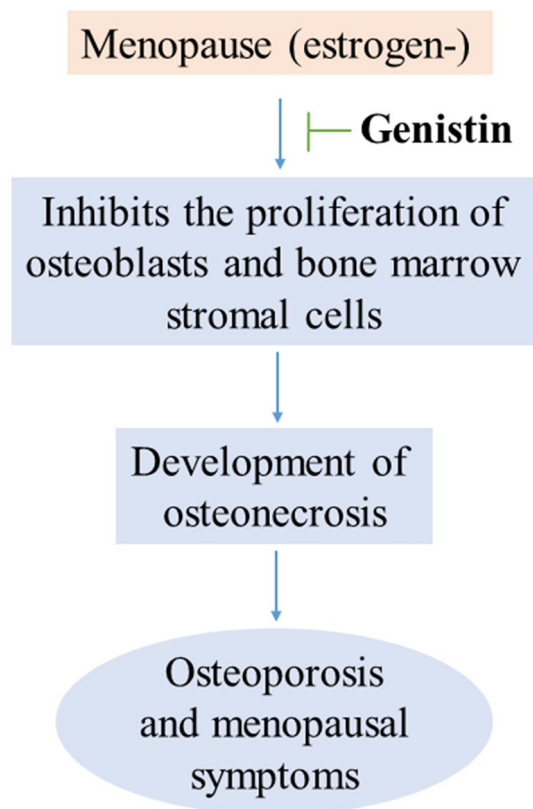 Menopause (estrogen-)
Genistin
Inhibits the proliferation of
osteoblasts and bone marrow
stromal cells
Development of
osteonecrosis
Osteoporosis
and menopausal
symptoms